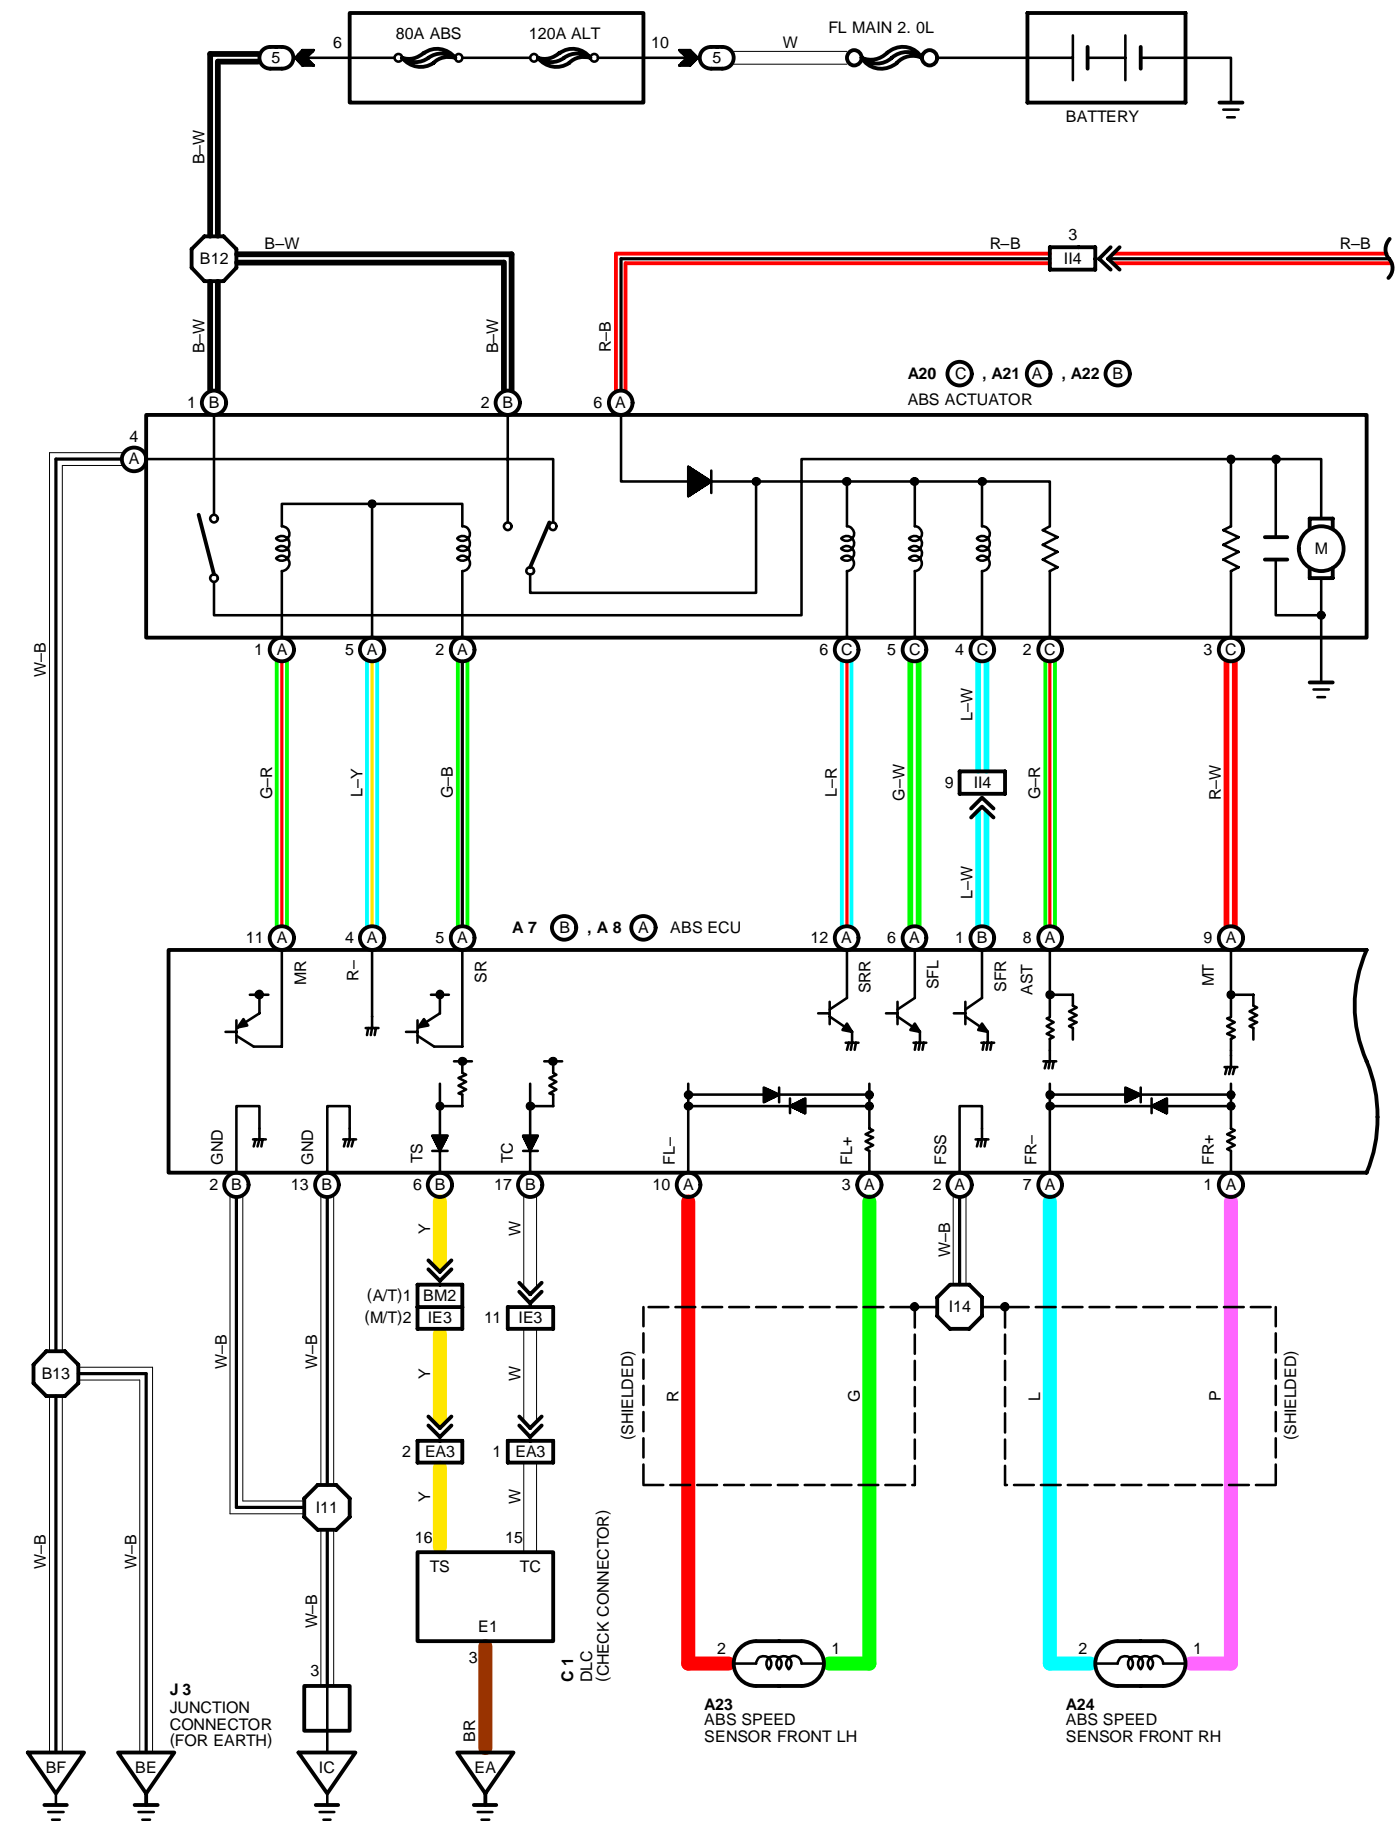 80A ABS
120A ALT
FL MAIN 2. 0L
5
6
10
5
W
BATTERY
B–W
B12
B–W
R–B
3
II4
R–B
B–W
B–W
R–B
A20 C , A21 A , A22 B
ABS ACTUATOR
1 B
2 B
6 A
4
A
M
1 A
5 A
2 A
6 C
5 C
4 C
2 C
3 C
W–B
L–W
G–R
L–Y
G–B
L–R
G–W
9 II4
G–R
R–W
L–W
A 7 B , A 8 A ABS ECU
11 A
4 A
5 A
12 A
6 A
1 B
8 A
9 A
MR
R–
SR
SRR
SFL
SFR
AST
MT
GND
GND
TS
TC
FL–
FL+
FSS
FR–
FR+
2 B
13 B
6 B
17 B
10 A
3 A
2 A
7 A
1 A
Y
W
W–B
(A/T)1 BM2
(M/T)2 IE3
11 IE3
I14
W–B
W–B
B13
Y
W
(SHIELDED)
R
G
L
P
(SHIELDED)
2 EA3
1 EA3
I11
Y
W
W–B
W–B
16
15
TS
TC
E1
W–B
3
3
C 1
DLC
(CHECK CONNECTOR)
2
1
2
1
J 3
JUNCTION
CONNECTOR
(FOR EARTH)
BR
A23
ABS SPEED
SENSOR FRONT LH
A24
ABS SPEED
SENSOR FRONT RH
BF
BE
IC
EA